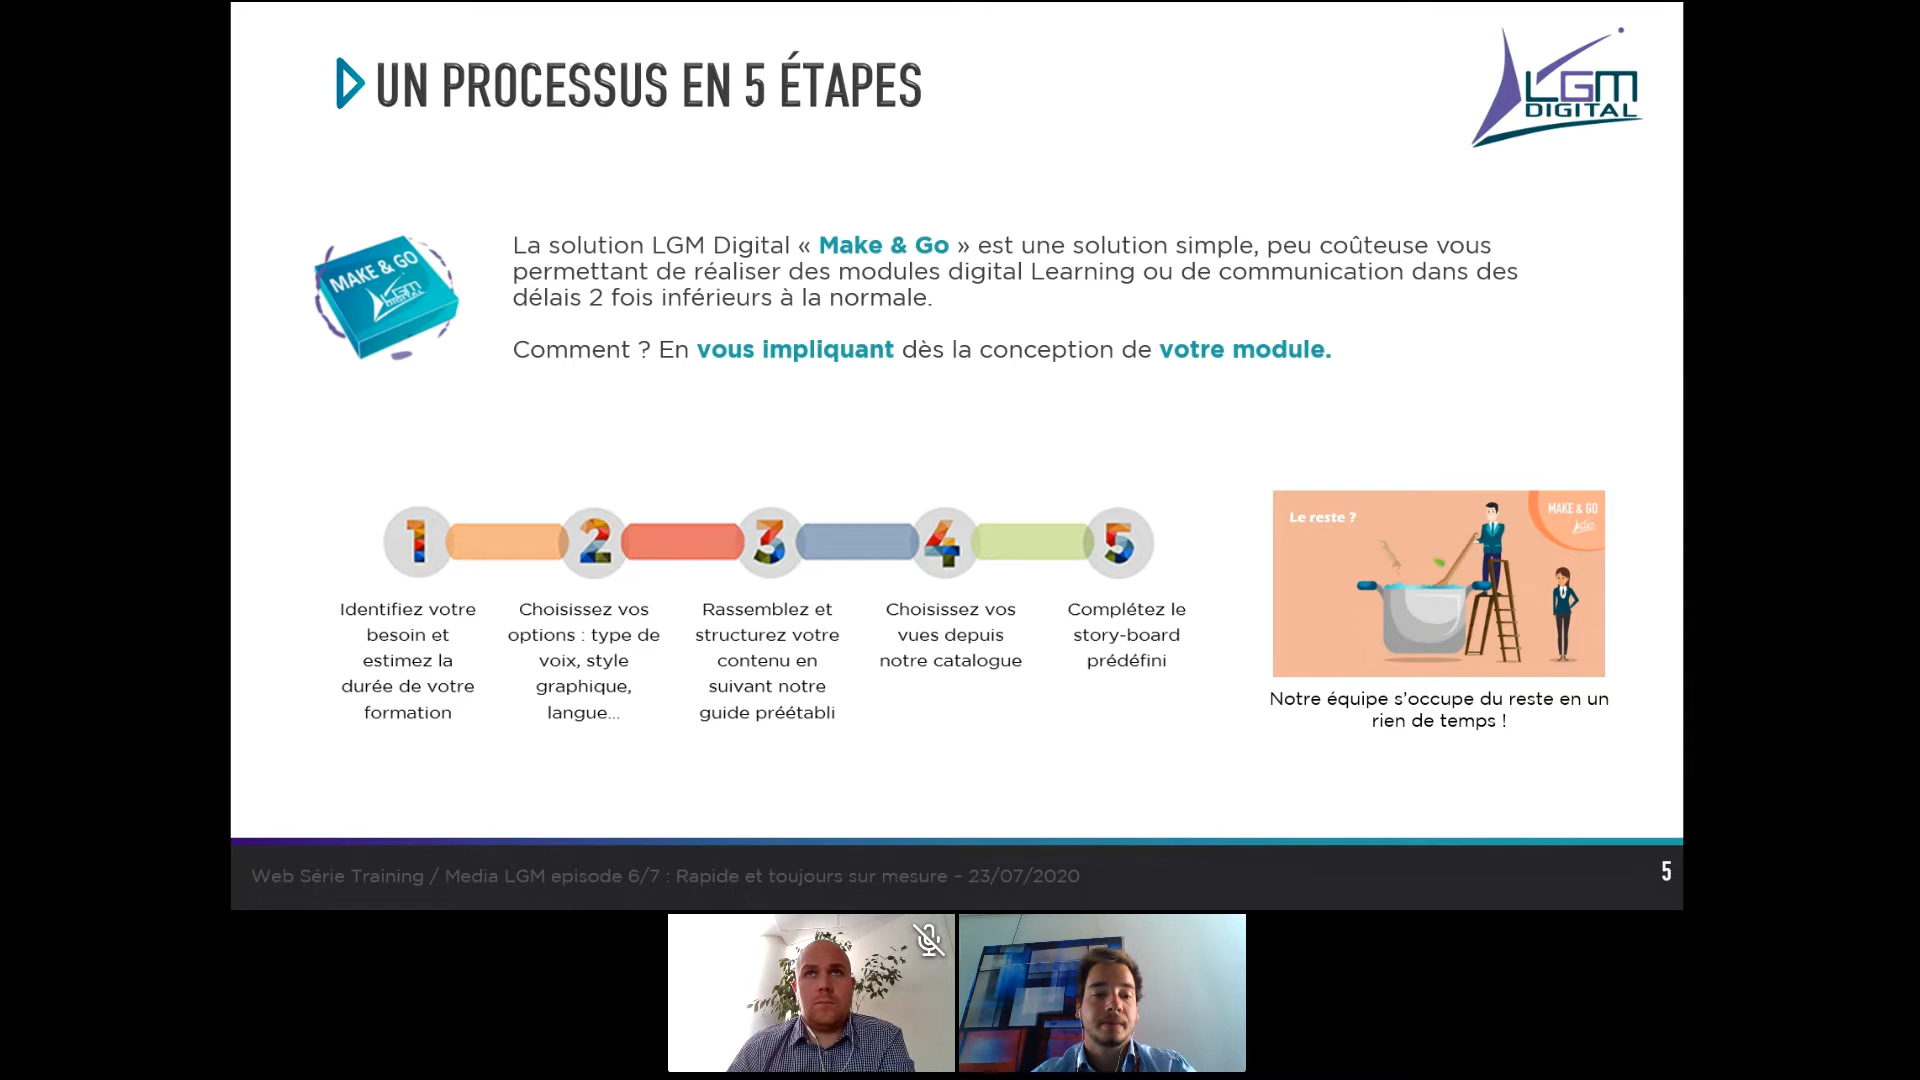 UN PROCESSUS EN 5 ÉTAPES
LGM
DIGITAL
MAKE & GO
LGM
DIGITAL
La solution LGM Digital « Make & Go » est une solution simple, peu coûteuse vous
permettant de réaliser des modules digital Learning ou de communication dans des
délais 2 fois inférieurs à la normale.
Comment ? En vous impliquant dès la conception de votre module.
1
2
3
4
5
Identifiez votre
besoin et
estimez la
durée de votre
formation
Choisissez vos
options : type de
voix, style
graphique,
langue...
Rassemblez et
structurez votre
contenu en
suivant notre
guide préétabli
Choisissez vos
vues depuis
notre catalogue
Complétez le
story-board
prédéfini
Le reste ?
MAKE & GO
Notre équipe s’occupe du reste en un
rien de temps !
Web Série Training / Media LGM episode 6/7 : Rapide et toujours sur mesure – 23/07/2020
5